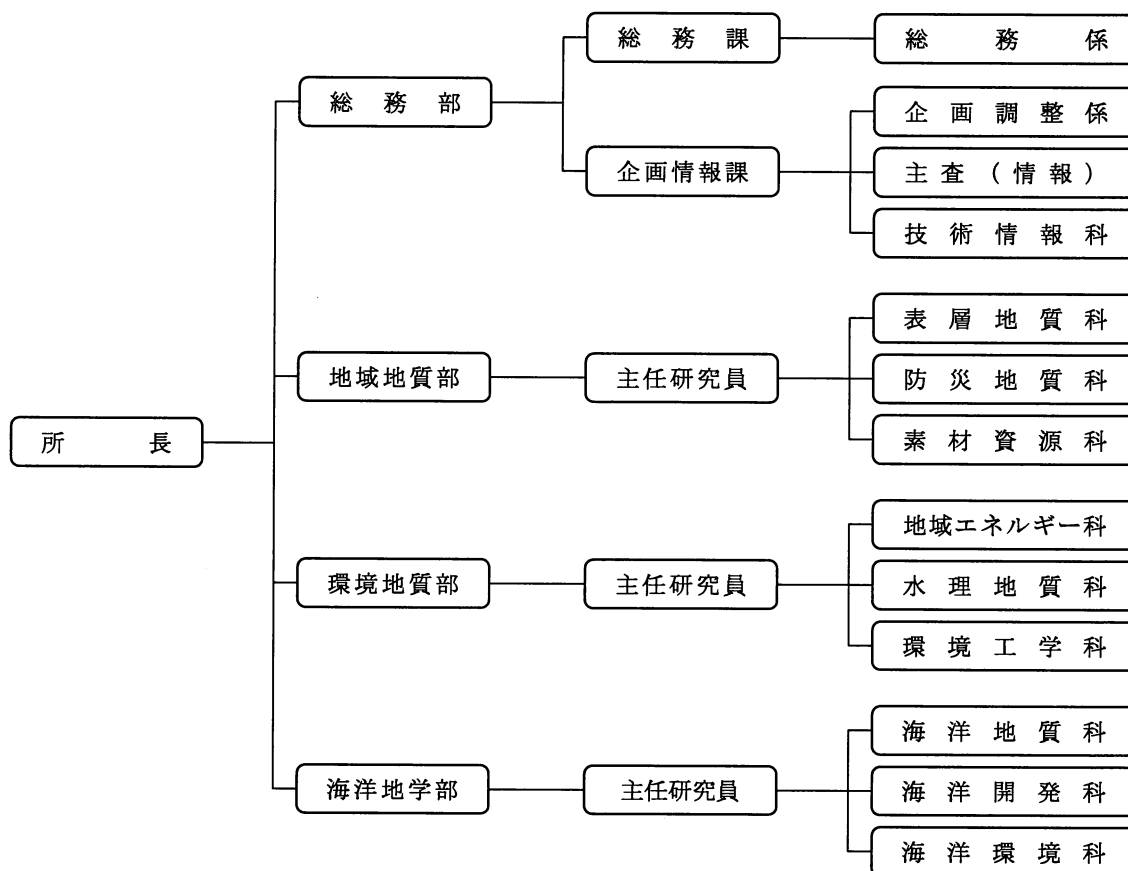 所長
総務部
総務課
総務係
企画情報課
企画調整係
主査(情報)
技術情報科
地域地質部
主任研究員
表層地質科
防災地質科
素材資源科
環境地質部
主任研究員
地域エネルギー科
水理地質科
環境工学科
海洋地学部
主任研究員
海洋地質科
海洋開発科
海洋環境科